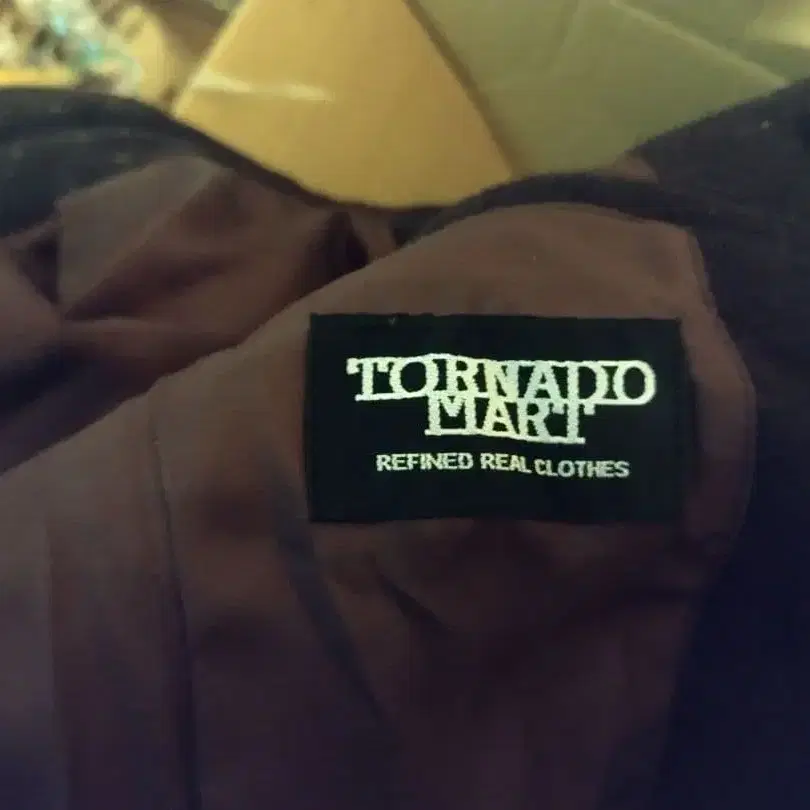 TORNADO
MART
REFINED REAL CLOTHES